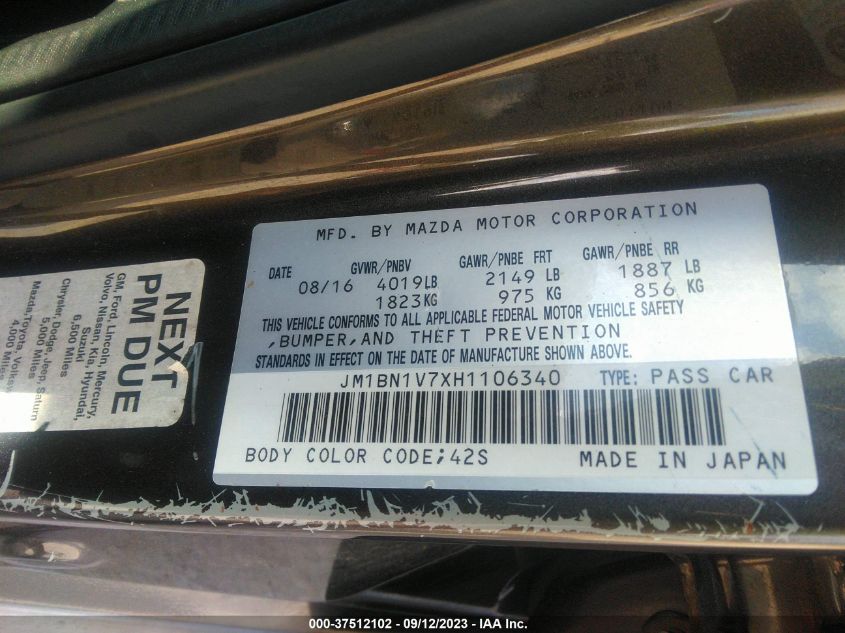 MFD. BY MAZDA MOTOR CORPORATION
DATE GVWR/PNBV GAWR/PNBE FRT GAWR/PNBE RR
08/16 4019LB 2149 LB 1887 LB
1823KG 975 KG 856 KG
THIS VEHICLE CONFORMS TO ALL APPLICABLE FEDERAL MOTOR VEHICLE SAFETY
,BUMPER,AND THEFT PREVENTION
STANDARDS IN EFFECT ON THE DATE OF MANUFACTURE SHOWN ABOVE.
JM1BN1V7XH1106340 TYPE: PASS CAR
BODY COLOR CODE;42S MADE IN JAPAN
NEXT
PM DUE
GM, Ford, Lincoln, Mercury,
Volvo, Nissan, Kia, Hyundai,
Suzuki
6,500 Miles
Chrysler, Dodge, Jeep, Saturn
5,000 Miles
Mazda, Toyota,
4,000 Miles
000-37512102 - 09/12/2023 - IAA Inc.